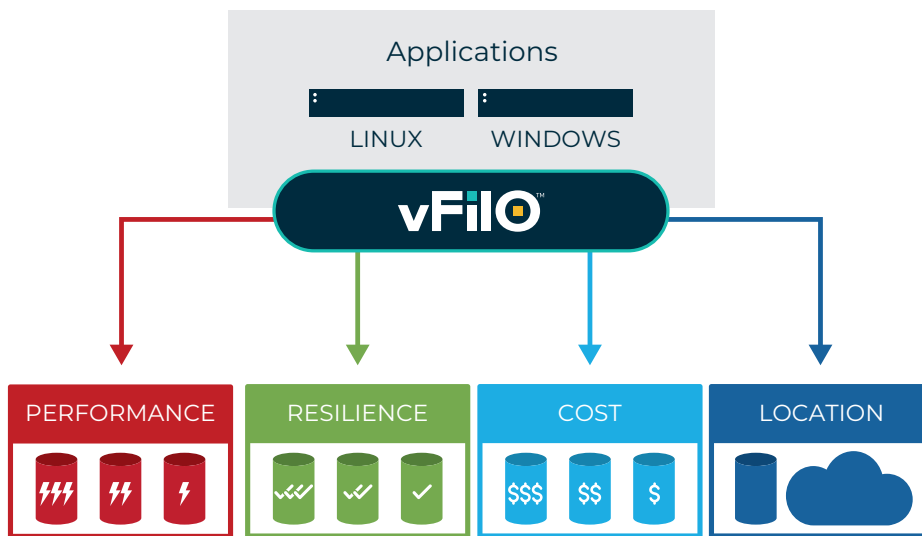 Applications
LINUX WINDOWS
vFilO™
PERFORMANCE RESILIENCE COST LOCATION
$$$ $$ $